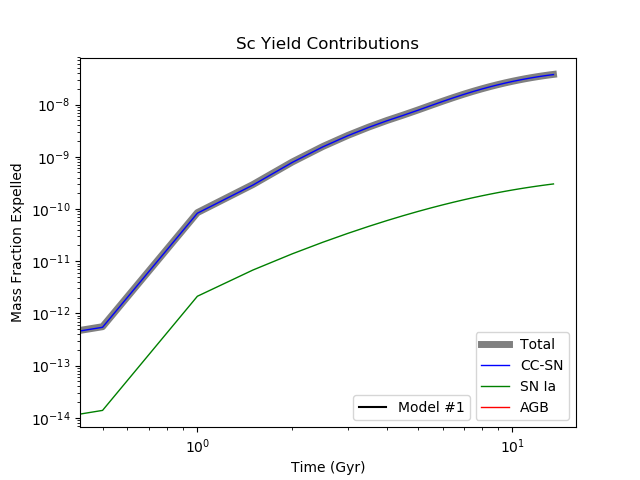 Sc Yield Contributions
Mass Fraction Expelled
10⁻⁸
10⁻⁹
10⁻¹⁰
10⁻¹¹
10⁻¹²
10⁻¹³
10⁻¹⁴
Total
CC-SN
SN Ia
AGB
Model #1
10⁰
10¹
Time (Gyr)